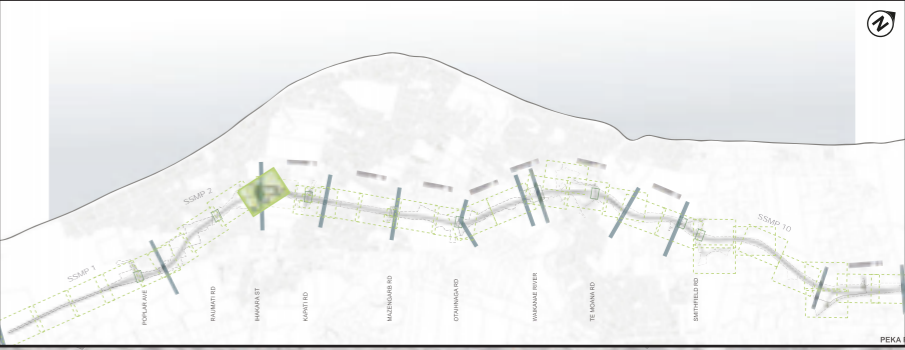 N
SSMP 1
SSMP 2
SSMP 10
POPLAR AVE
RAUMATI RD
IHAKARA ST
KAPITI RD
MAZENGARB RD
OTAIHNAGA RD
WAIKANAE RIVER
TE MOANA RD
SMITHFIELD RD
PEKA